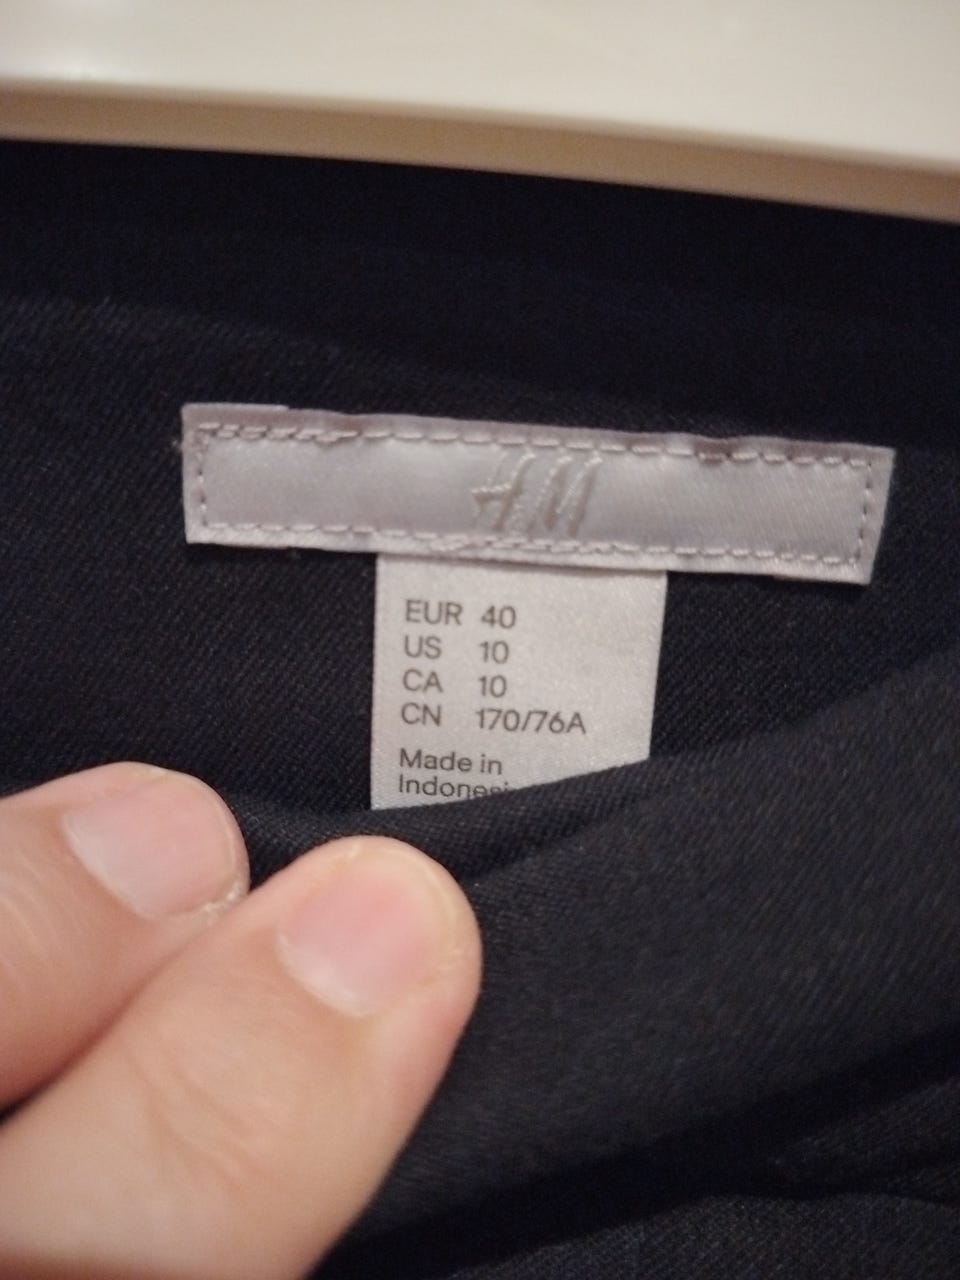 H&M
EUR 40
US 10
CA 10
CN 170/76A
Made in